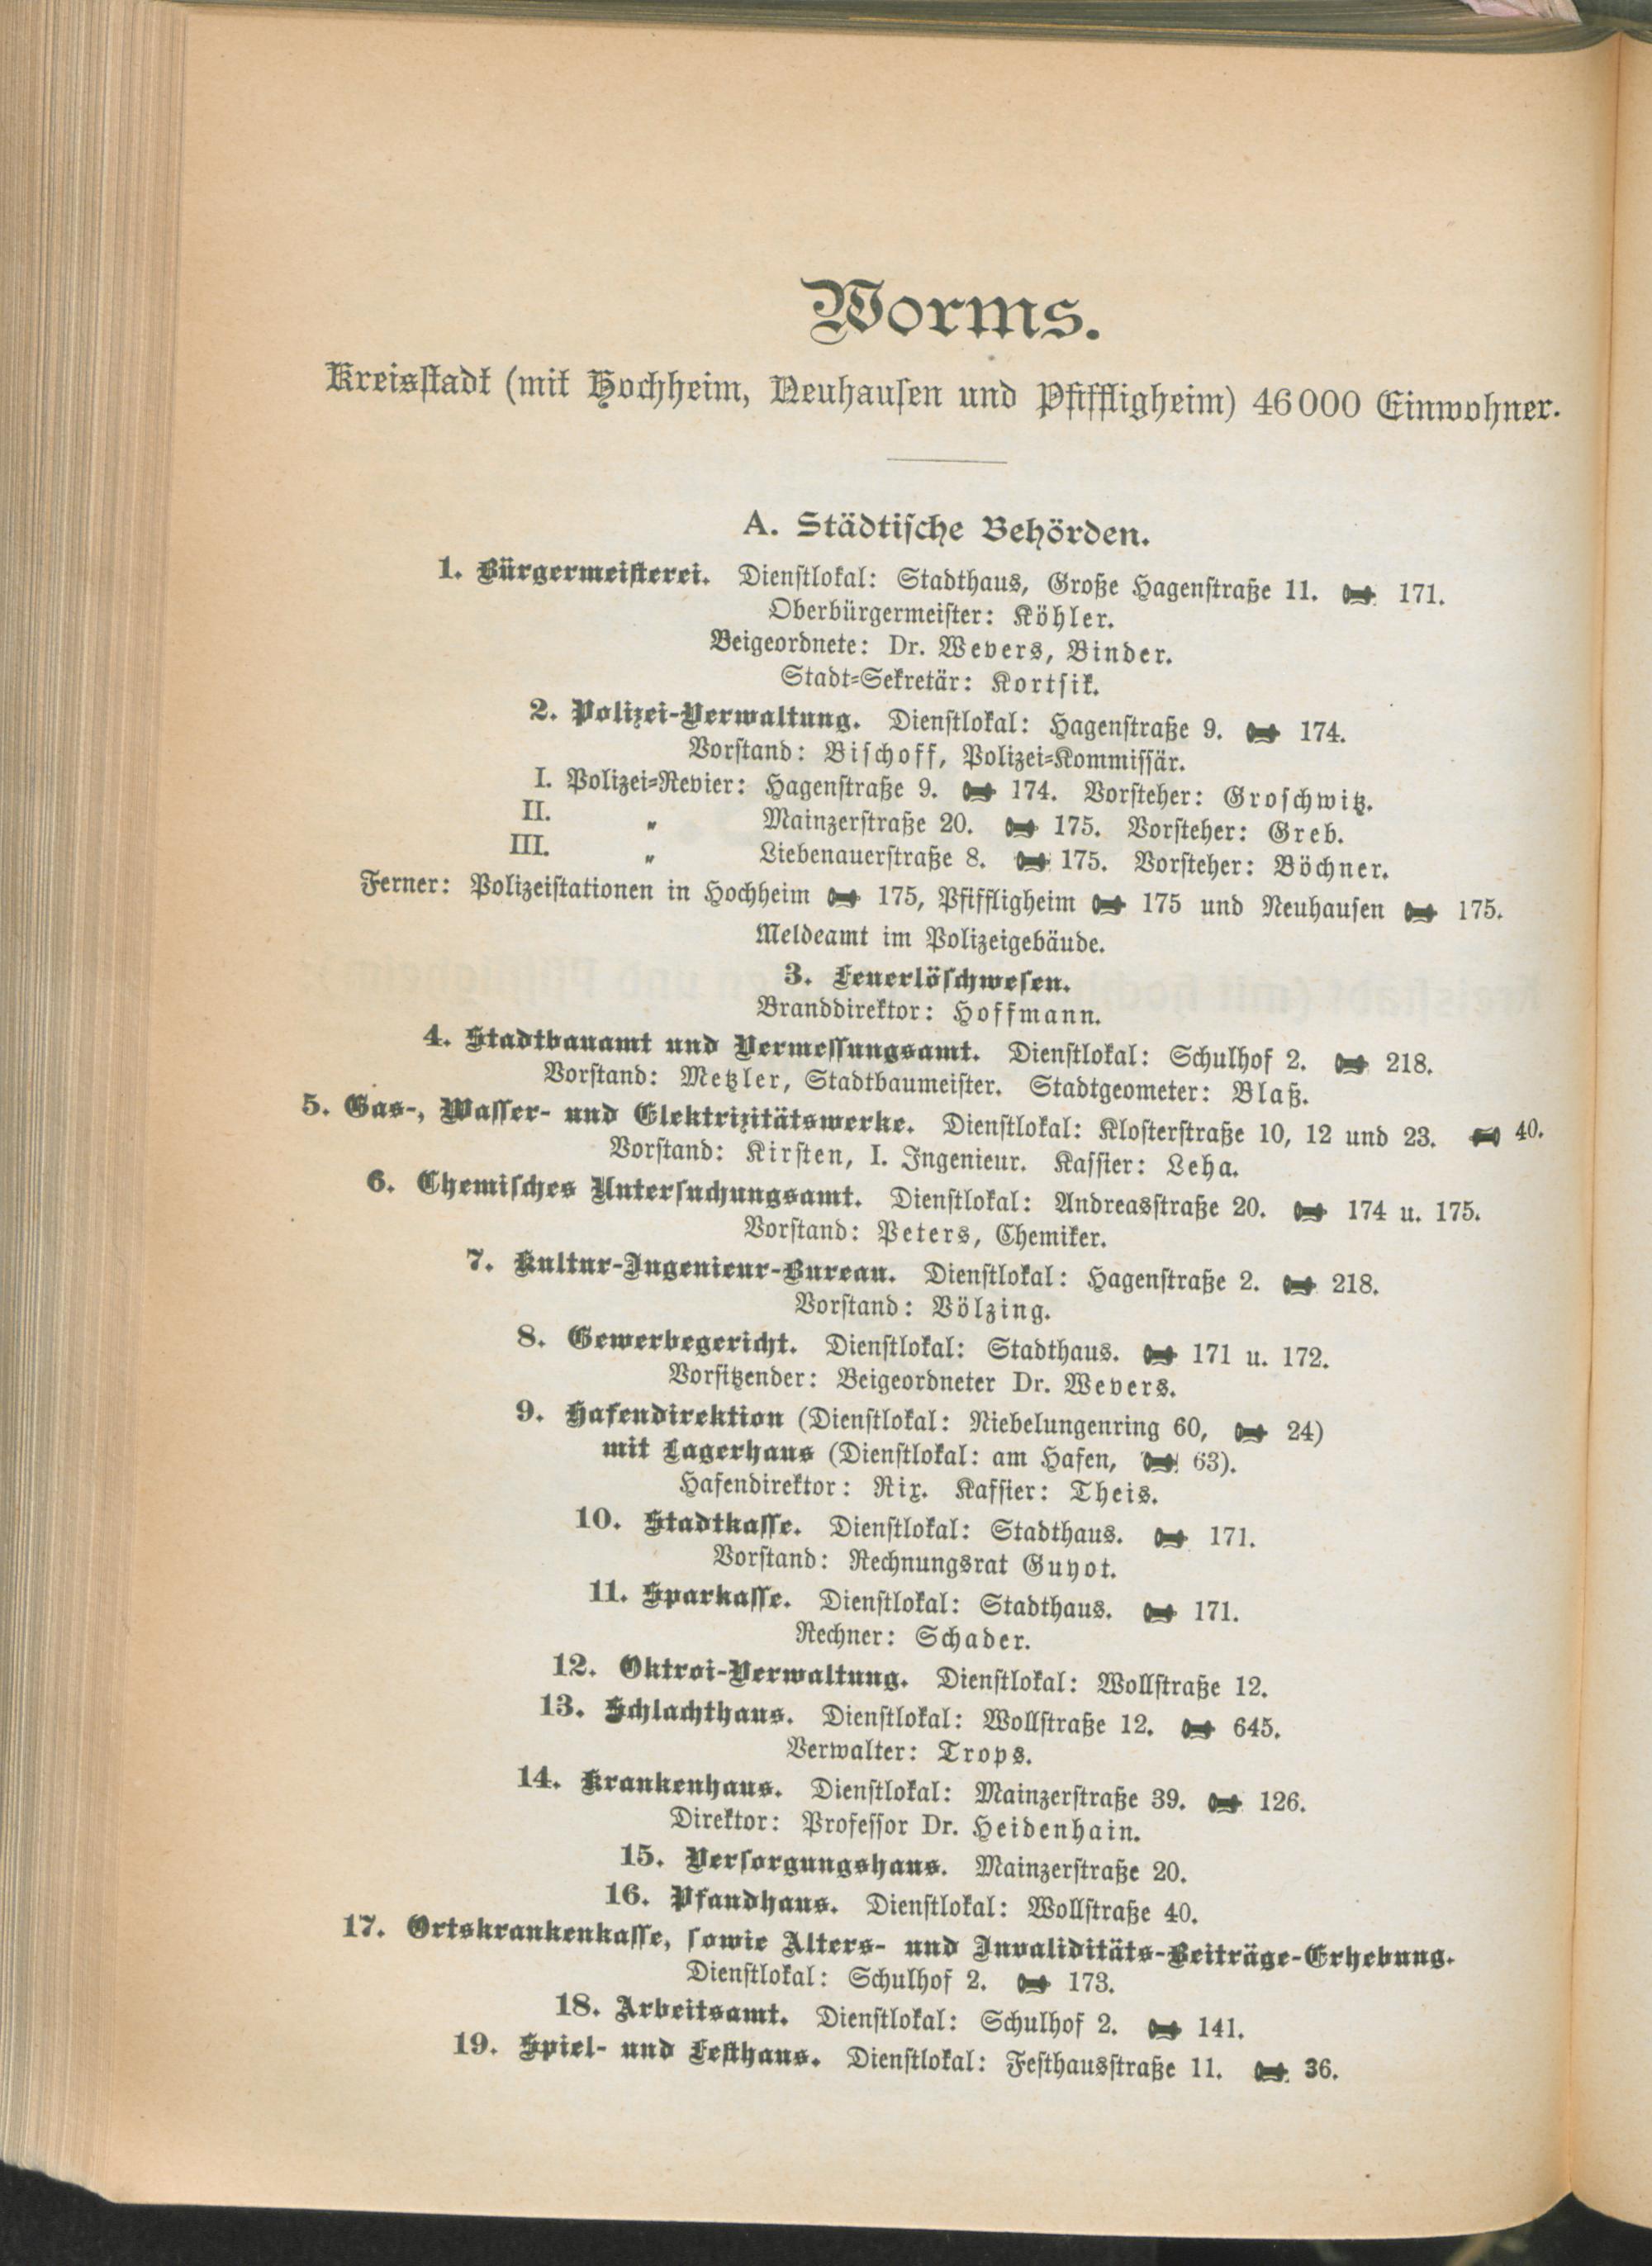 Worms.
Kreisstadt (mit Hochheim, Neuhausen und Pfiffligheim) 46000 Einwohner.
A. Städtische Behörden.
1. Bürgermeisterei. Dienstlokal: Stadthaus, Große Hagenstraße 11. 171.
Oberbürgermeister: Köhler.
Beigeordnete: Dr. Wevers, Binder.
Stadt-Sekretär: Kortsik.
2. Polizei-Verwaltung. Dienstlokal: Hagenstraße 9. 174.
Vorstand: Bischoff, Polizei-Kommissär.
I. Polizei-Revier: Hagenstraße 9. 174. Vorsteher: Groschwitz.
II. „ Mainzerstraße 20. 175. Vorsteher: Greb.
III. „ Liebenauerstraße 8. 175. Vorsteher: Böchner.
Ferner: Polizeistationen in Hochheim 175, Pfiffligheim 175 und Neuhausen 175.
Meldeamt im Polizeigebäude.
3. Feuerlöschwesen.
Branddirektor: Hoffmann.
4. Stadtbauamt und Vermessungsamt. Dienstlokal: Schulhof 2. 218.
Vorstand: Metzler, Stadtbaumeister. Stadtgeometer: Blaß.
5. Gas-, Wasser- und Elektrizitätswerke. Dienstlokal: Klosterstraße 10, 12 und 23. 40.
Vorstand: Kirsten, I. Ingenieur. Kassier: Leha.
6. Chemisches Untersuchungsamt. Dienstlokal: Andreasstraße 20. 174 u. 175.
Vorstand: Peters, Chemiker.
7. Kultur-Ingenieur-Bureau. Dienstlokal: Hagenstraße 2. 218.
Vorstand: Völzing.
8. Gewerbegericht. Dienstlokal: Stadthaus. 171 u. 172.
Vorsitzender: Beigeordneter Dr. Wevers.
9. Hafendirektion (Dienstlokal: Niebelungenring 60, 24)
mit Lagerhaus (Dienstlokal: am Hafen, 63).
Hafendirektor: Nix. Kassier: Theis.
10. Stadtkasse. Dienstlokal: Stadthaus. 171.
Vorstand: Rechnungsrat Guyot.
11. Sparkasse. Dienstlokal: Stadthaus. 171.
Rechner: Schader.
12. Oktroi-Verwaltung. Dienstlokal: Wollstraße 12.
13. Schlachthaus. Dienstlokal: Wollstraße 12. 645.
Verwalter: Trops.
14. Krankenhaus. Dienstlokal: Mainzerstraße 39. 126.
Direktor: Professor Dr. Heidenhain.
15. Versorgungshaus. Mainzerstraße 20.
16. Pfandhaus. Dienstlokal: Wollstraße 40.
17. Ortskrankenkasse, sowie Alters- und Invaliditäts-Beiträge-Erhebung.
Dienstlokal: Schulhof 2. 173.
18. Arbeitsamt. Dienstlokal: Schulhof 2. 141.
19. Spiel- und Festhaus. Dienstlokal: Festhausstraße 11. 36.